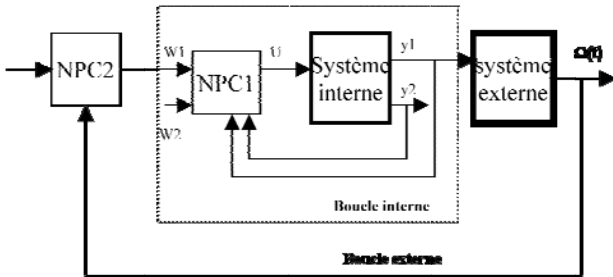 NPC2
W1
NPC1
W2
U
Système
interne
y1
y2
système
externe
Ω(t)
Boucle interne
Boucle externe